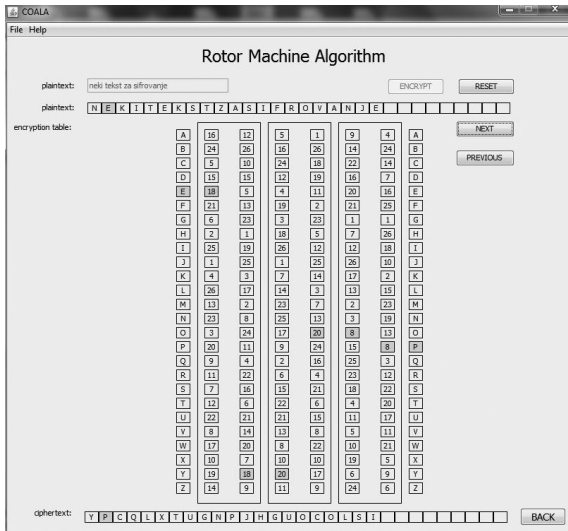 COALA
File Help
Rotor Machine Algorithm
plaintext: neki tekst za sifrovanje ENCRYPT RESET
plaintext: N E K I T E K S T Z A S I F R O V A N J E
encryption table: NEXT
PREVIOUS
A 16 12 5 1 9 4 A
B 24 26 16 26 14 24 B
C 5 10 24 18 22 14 C
D 15 15 12 19 16 7 D
E 18 5 4 11 20 16 E
F 21 13 19 2 21 25 F
G 6 23 3 23 1 1 G
H 2 1 18 5 7 26 H
I 25 19 26 12 12 18 I
J 1 25 1 25 26 10 J
K 4 3 7 14 17 2 K
L 26 17 14 3 13 15 L
M 13 2 23 7 2 22 M
N 23 8 25 13 3 19 N
O 3 24 17 20 8 13 O
P 20 11 9 24 15 8 P
Q 9 4 2 16 25 3 Q
R 11 22 6 4 23 12 R
S 7 16 15 21 18 6 S
T 12 6 22 6 4 20 T
U 22 21 21 15 11 17 U
V 8 14 13 8 5 11 V
W 17 20 8 22 10 21 W
X 10 7 10 10 19 5 X
Y 19 18 20 17 6 9 Y
Z 14 9 11 9 24 6 Z
ciphertext: Y P C Q L X T U G N P J H G U O C O L S I BACK